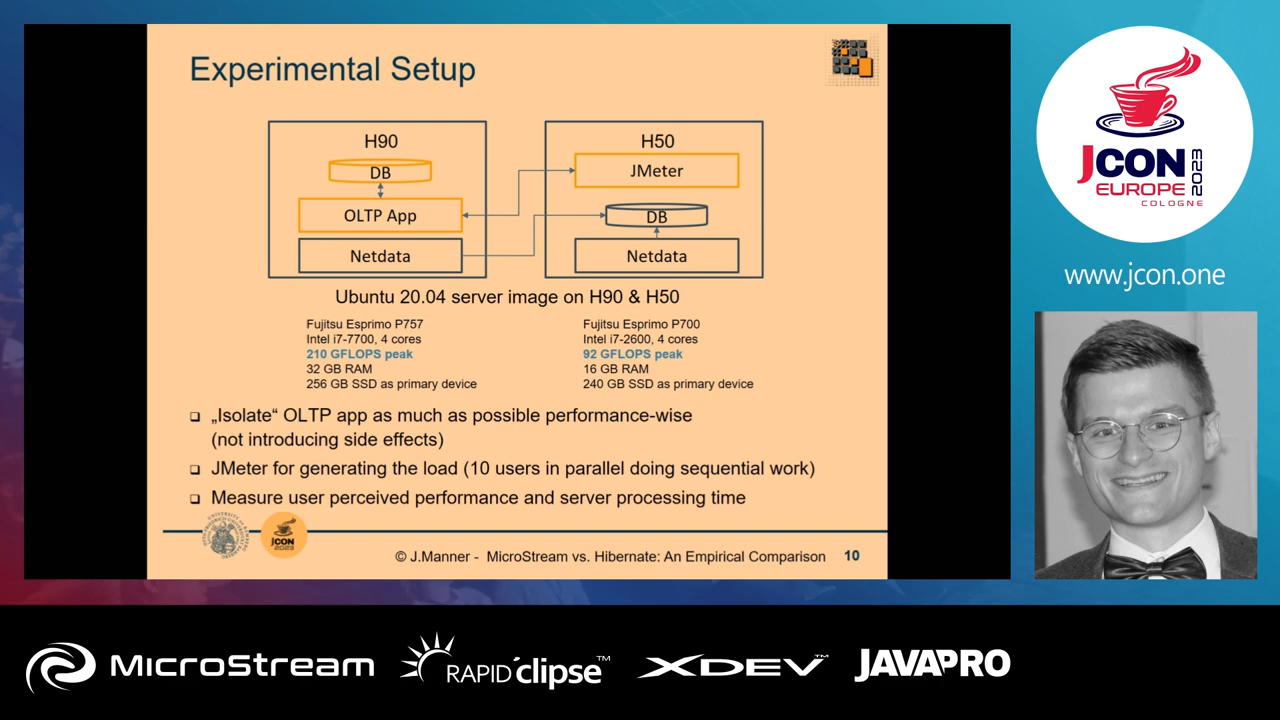 Experimental Setup
H90
DB
OLTP App
Netdata
H50
JMeter
DB
Netdata
Ubuntu 20.04 server image on H90 & H50
Fujitsu Esprimo P757
Intel i7-7700, 4 cores
210 GFLOPS peak
32 GB RAM
256 GB SSD as primary device
Fujitsu Esprimo P700
Intel i7-2600, 4 cores
92 GFLOPS peak
16 GB RAM
240 GB SSD as primary device
„Isolate“ OLTP app as much as possible performance-wise
(not introducing side effects)
JMeter for generating the load (10 users in parallel doing sequential work)
Measure user perceived performance and server processing time
JCON
2023
© J.Manner - MicroStream vs. Hibernate: An Empirical Comparison 10
JCON
EUROPE
2023
COLOGNE
www.jcon.one
MICROSTREAM
RAPID'clipse™
XDEV™
JAVAPRO